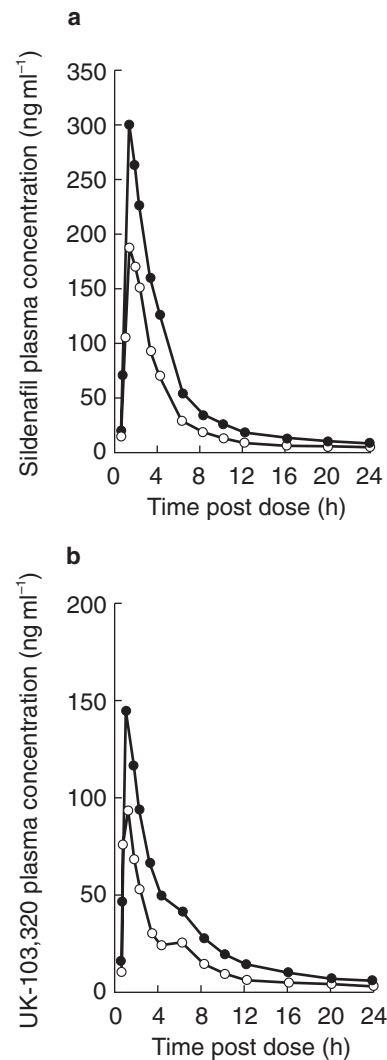 a
Sildenafil plasma concentration (ng ml⁻¹)
350
300
250
200
150
100
50
0
0 4 8 12 16 20 24
Time post dose (h)
b
UK-103,320 plasma concentration (ng ml⁻¹)
200
150
100
50
0
0 4 8 12 16 20 24
Time post dose (h)